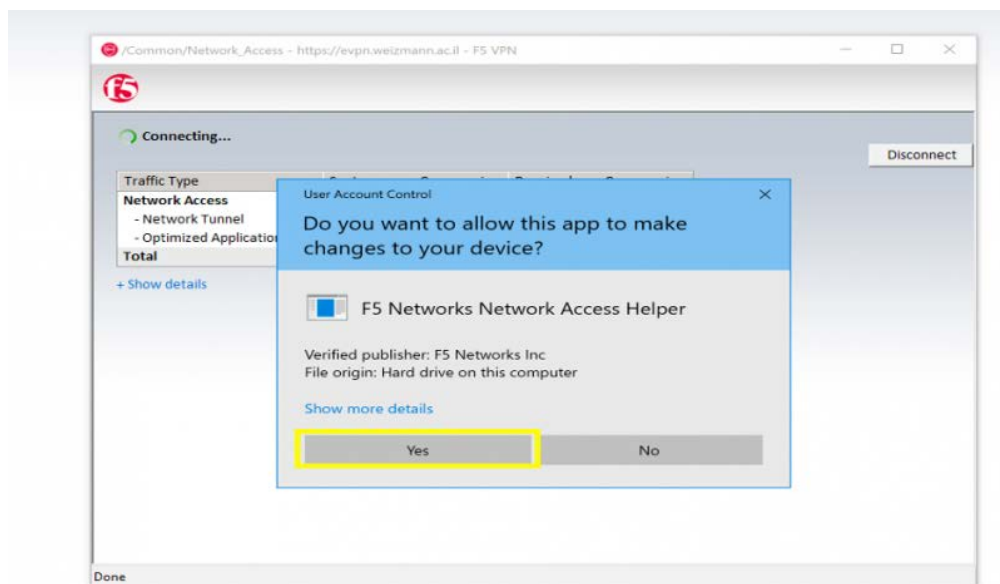 /Common/Network_Access - https://evpn.weizmann.ac.il - F5 VPN
f5
Connecting...
Disconnect
Traffic Type
Network Access
- Network Tunnel
- Optimized Application
Total
+ Show details
User Account Control
Do you want to allow this app to make
changes to your device?
F5 Networks Network Access Helper
Verified publisher: F5 Networks Inc
File origin: Hard drive on this computer
Show more details
Yes No
Done